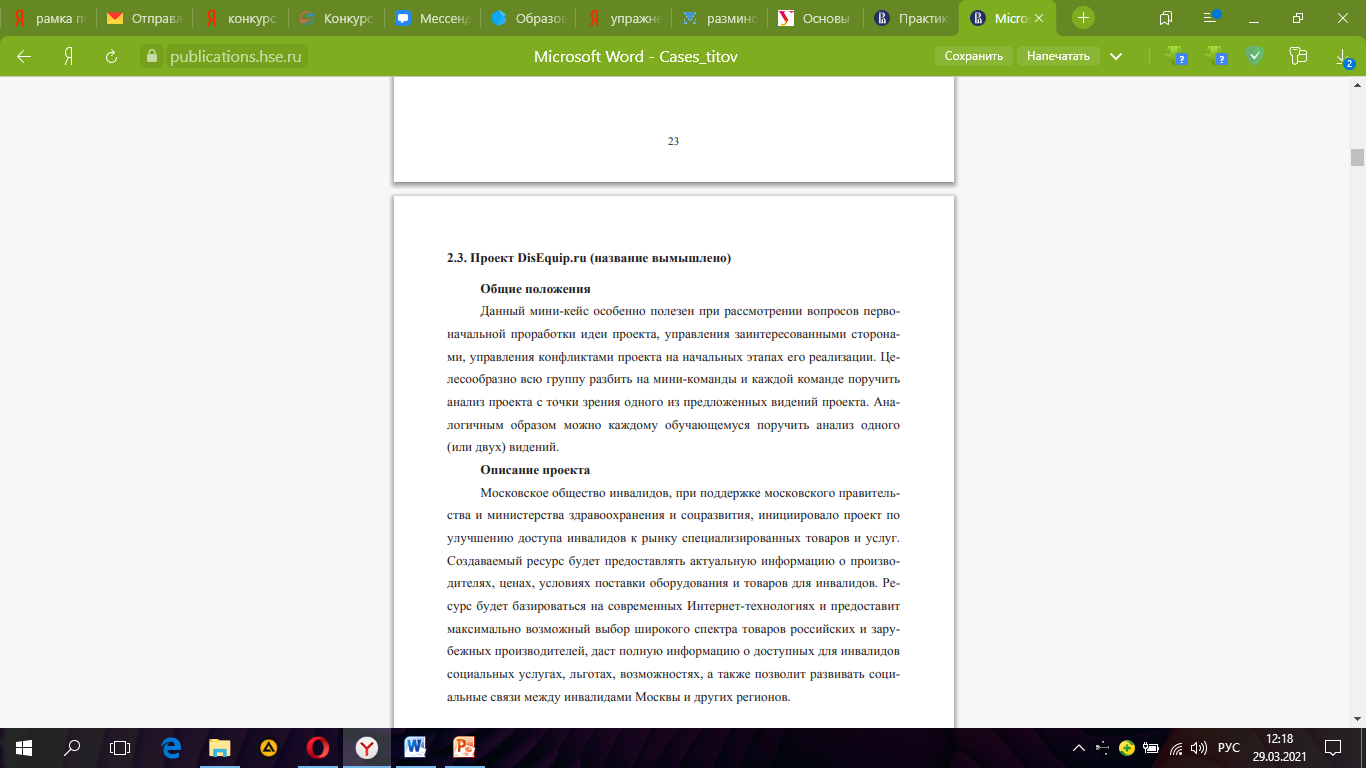 рамка по
Отправл
конкурс
Конкурс
Мессенд
Образов
упражне
размино
Основы
Практик
Micro
publications.hse.ru
Microsoft Word - Cases_titov
Сохранить
Напечатать
2
23
2.3. Проект DisEquip.ru (название вымышлено)
Общие положения
Данный мини-кейс особенно полезен при рассмотрении вопросов перво-
начальной проработки идеи проекта, управления заинтересованными сторона-
ми, управления конфликтами проекта на начальных этапах его реализации. Це-
лесообразно всю группу разбить на мини-команды и каждой команде поручить
анализ проекта с точки зрения одного из предложенных видений проекта. Ана-
логичным образом можно каждому обучающемуся поручить анализ одного
(или двух) видений.
Описание проекта
Московское общество инвалидов, при поддержке московского правитель-
ства и министерства здравоохранения и соцразвития, инициировало проект по
улучшению доступа инвалидов к рынку специализированных товаров и услуг.
Создаваемый ресурс будет предоставлять актуальную информацию о произво-
дителях, ценах, условиях поставки оборудования и товаров для инвалидов. Ре-
сурс будет базироваться на современных Интернет-технологиях и предоставит
максимально возможный выбор широкого спектра товаров российских и зару-
бежных производителей, даст полную информацию о доступных для инвалидов
социальных услугах, льготах, возможностях, а также позволит развивать соци-
альные связи между инвалидами Москвы и других регионов.
РУС
12:18
29.03.2021